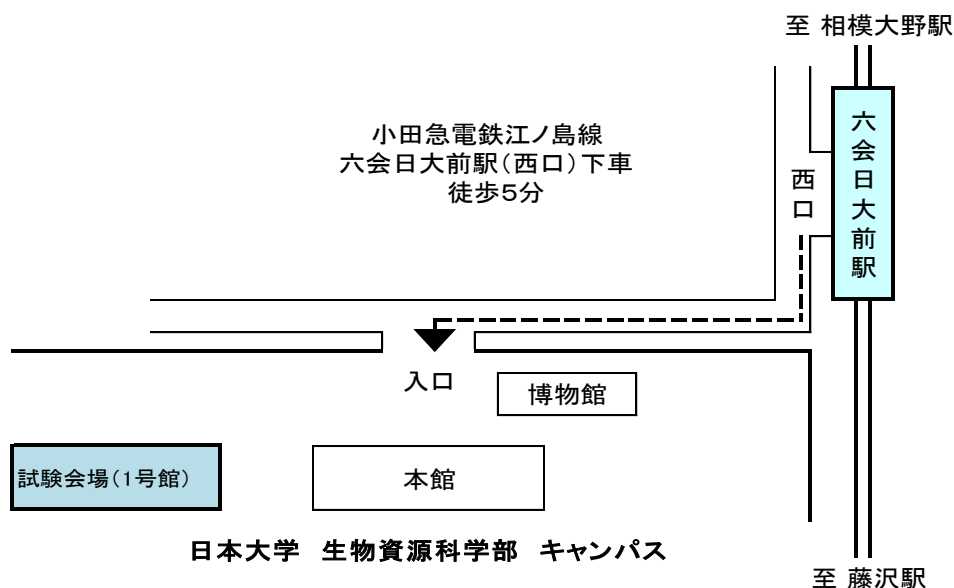 至 相模大野駅
小田急電鉄江ノ島線
六会日大前駅(西口)下車
徒歩5分
六会日大前駅
西口
入口
博物館
試験会場(1号館)
本館
日本大学 生物資源科学部 キャンパス
至 藤沢駅